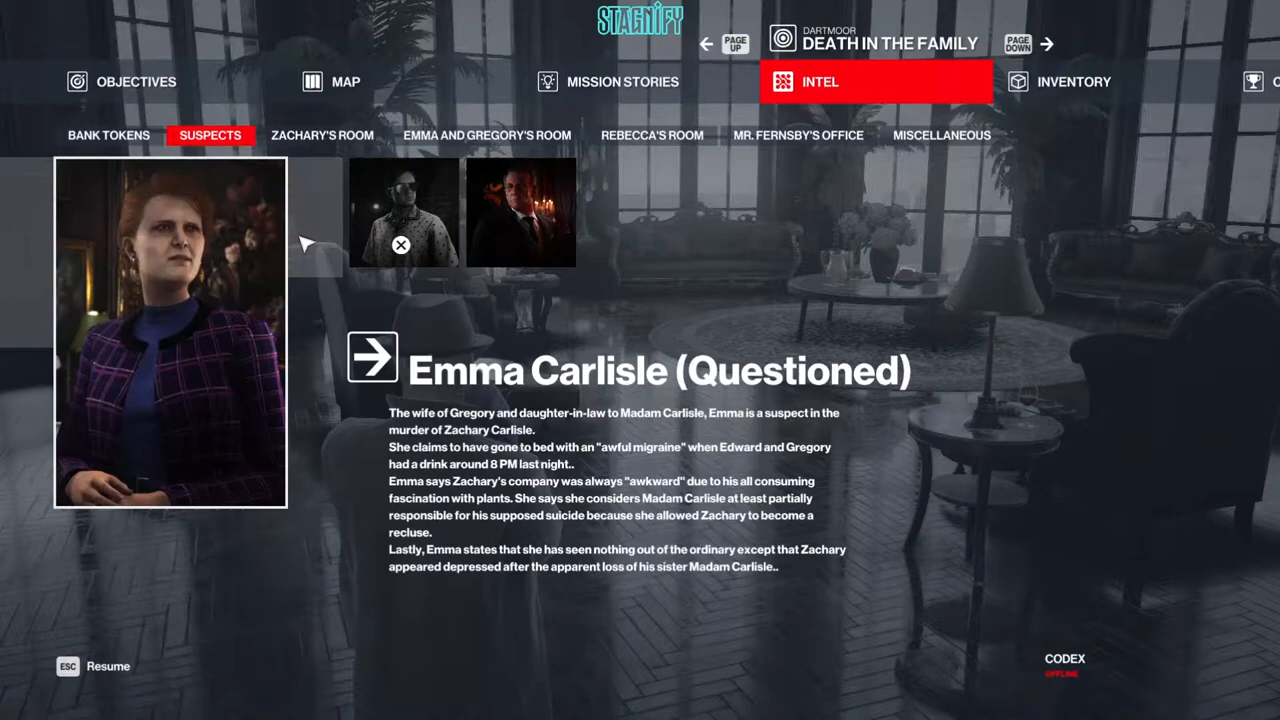 STAGNIFY
PAGE UP
DARTMOOR
DEATH IN THE FAMILY
PAGE DOWN
OBJECTIVES
MAP
MISSION STORIES
INTEL
INVENTORY
C
BANK TOKENS
SUSPECTS
ZACHARY'S ROOM
EMMA AND GREGORY'S ROOM
REBECCA'S ROOM
MR. FERNSBY'S OFFICE
MISCELLANEOUS
Emma Carlisle (Questioned)
The wife of Gregory and daughter-in-law to Madam Carlisle, Emma is a suspect in the
murder of Zachary Carlisle.
She claims to have gone to bed with an "awful migraine" when Edward and Gregory
had a drink around 8 PM last night..
Emma says Zachary's company was always "awkward" due to his all consuming
fascination with plants. She says she considers Madam Carlisle at least partially
responsible for his supposed suicide because she allowed Zachary to become a
recluse.
Lastly, Emma states that she has seen nothing out of the ordinary except that Zachary
appeared depressed after the apparent loss of his sister Madam Carlisle..
ESC Resume
CODEX
OFFLINE